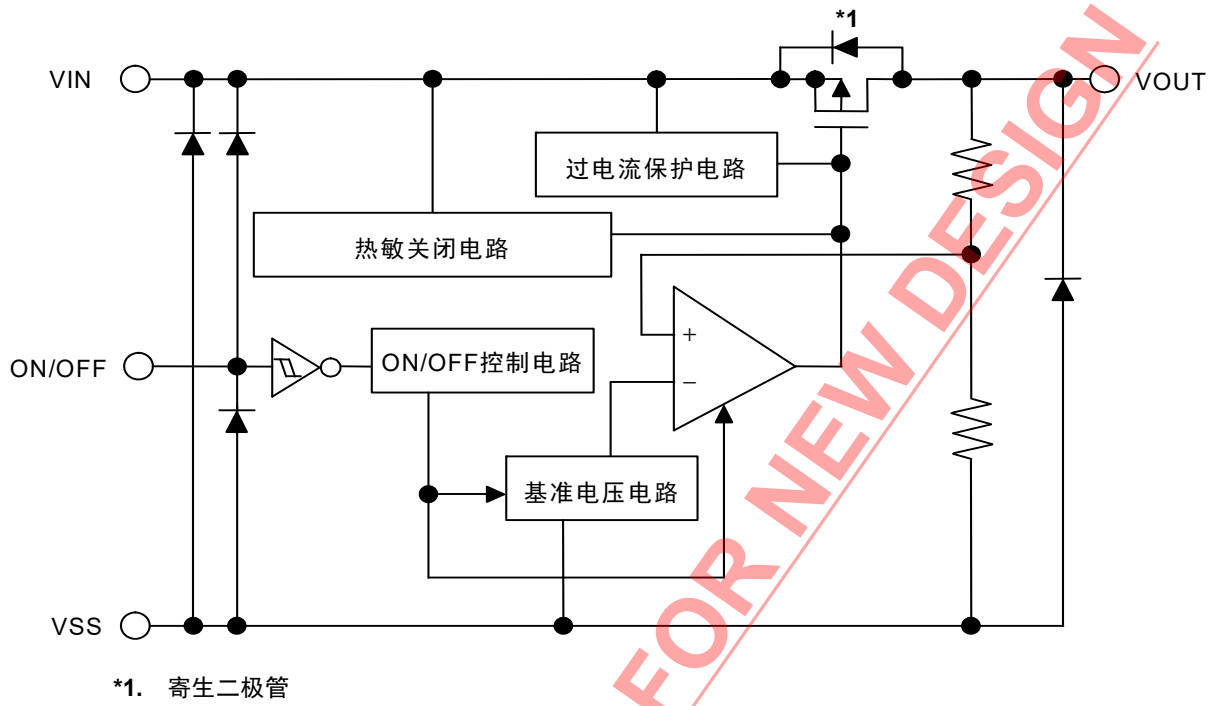 *1
VIN
VOUT
过电流保护电路
热敏关闭电路
+
ON/OFF
ON/OFF控制电路
−
基准电压电路
VSS
*1. 寄生二极管
FOR NEW DESIGN